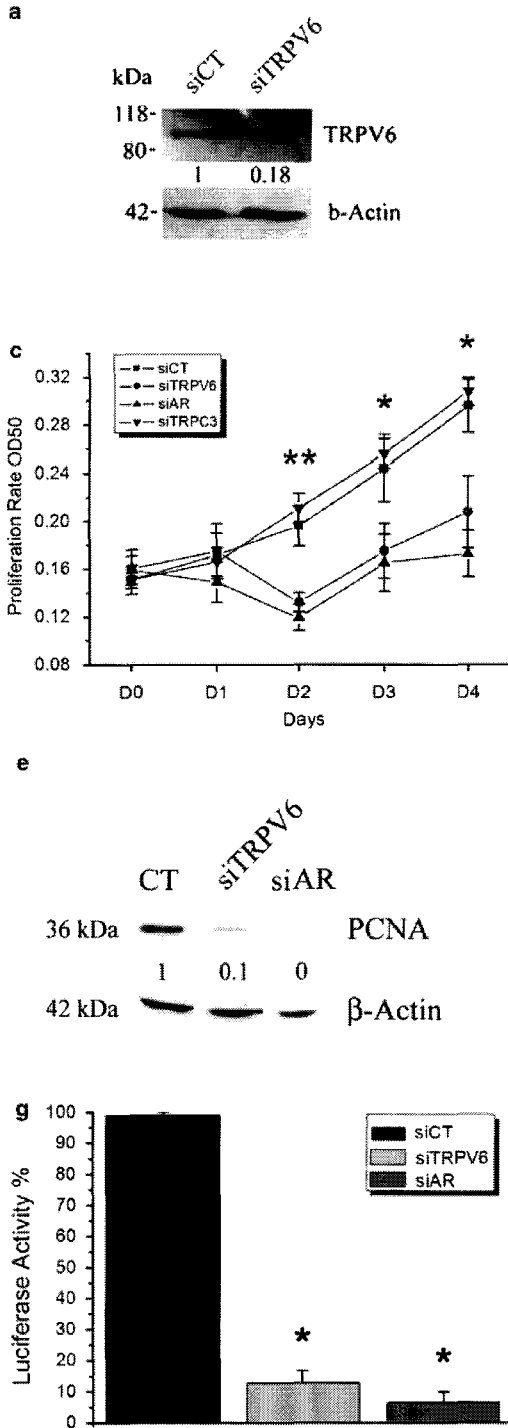 a
kDa siCT siTRPV6
118-
80- TRPV6
1 0.18
42- b-Actin
c
siCT
siTRPV6
siAR
siTRPC3
*
*
**
Proliferation Rate OD50
0.32
0.28
0.24
0.20
0.16
0.12
0.08
D0 D1 D2 D3 D4
Days
e
CT siTRPV6 siAR
36 kDa PCNA
1 0.1 0
42 kDa β-Actin
g
Luciferase Activity %
100
90
80
70
60
50
40
30
20
10
0
siCT
siTRPV6
siAR
*
*